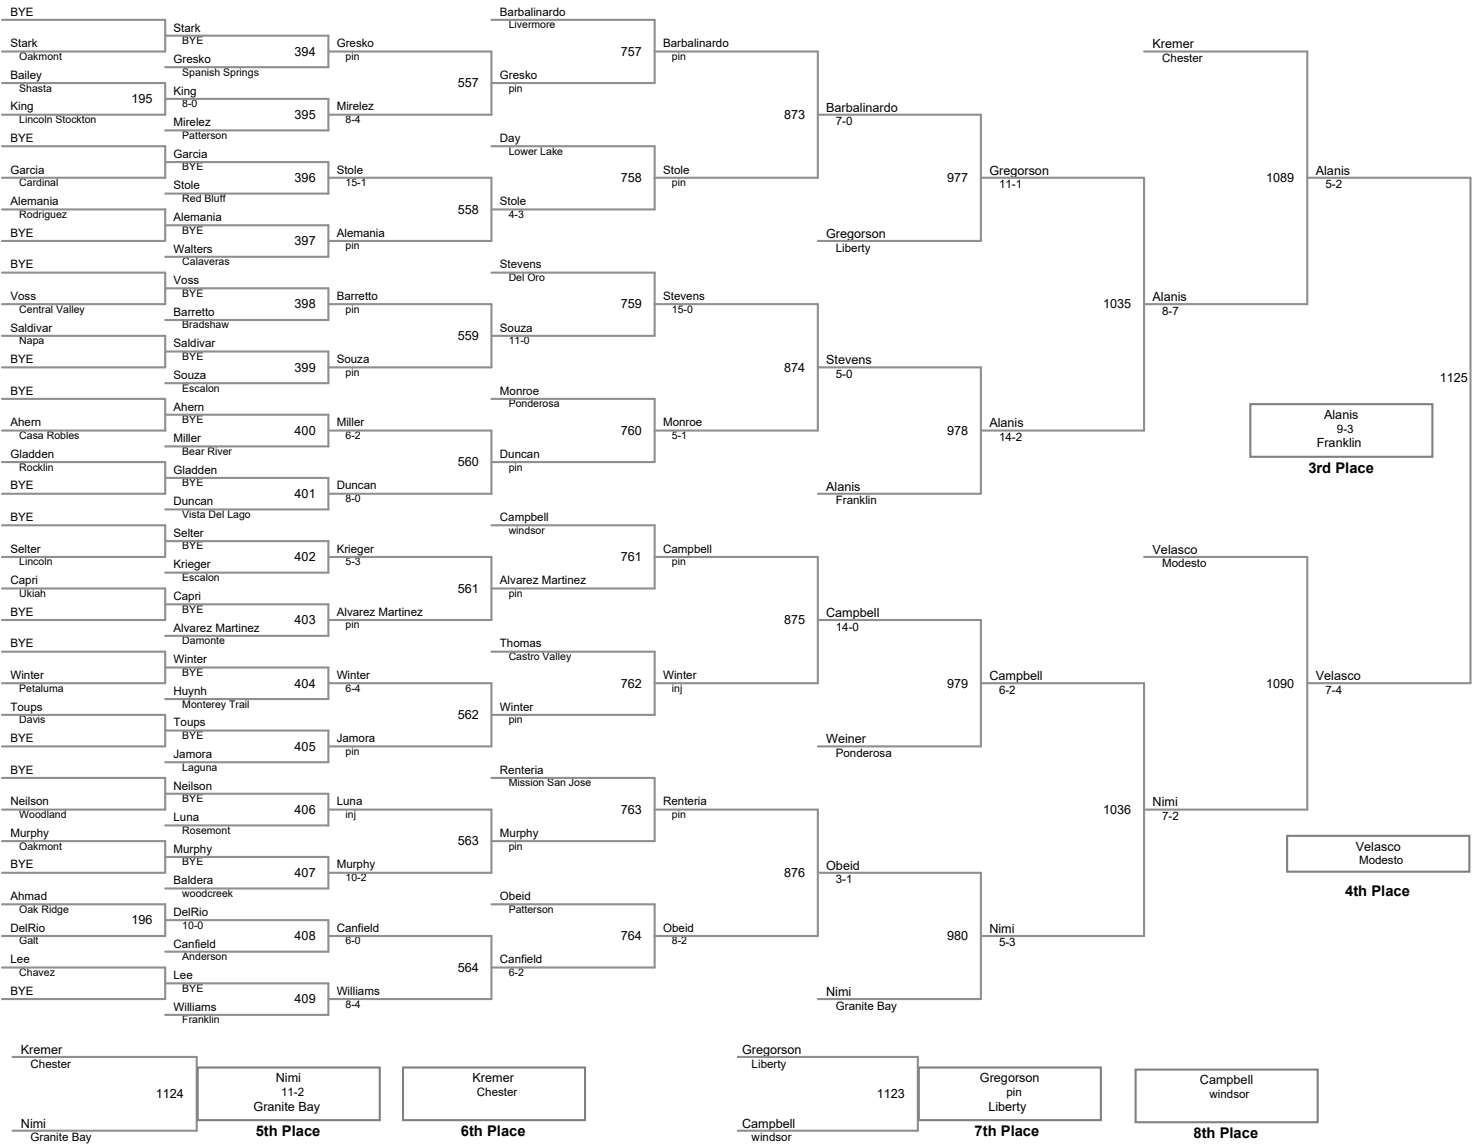 BYE
Stark
Oakmont
Bailey
Shasta
195
King
Lincoln Stockton
BYE
Garcia
Cardinal
Alemania
Rodriguez
BYE
BYE
Voss
Central Valley
Saldivar
Napa
BYE
BYE
Ahern
Casa Robles
Gladden
Rocklin
BYE
BYE
Selter
Lincoln
Capri
Ukiah
BYE
BYE
Winter
Petaluma
Toups
Davis
BYE
BYE
Neilson
Woodland
Murphy
Oakmont
BYE
Ahmad
Oak Ridge
196
DelRio
Galt
Lee
Chavez
BYE
Stark
BYE
394
Gresko
Spanish Springs
King
8-0
395
Mirelez
Patterson
Garcia
BYE
396
Stole
Red Bluff
Alemania
BYE
397
Walters
Calaveras
Voss
BYE
398
Barretto
Bradshaw
Saldivar
BYE
399
Souza
Escalon
Ahern
BYE
400
Miller
Bear River
Gladden
BYE
401
Duncan
Vista Del Lago
Selter
BYE
402
Krieger
Escalon
Capri
BYE
403
Alvarez Martinez
Damonte
Winter
BYE
404
Huynh
Monterey Trail
Toups
BYE
405
Jamora
Laguna
Neilson
BYE
406
Luna
Rosemont
Murphy
BYE
407
Baldera
woodcreek
DelRio
10-0
408
Canfield
Anderson
Lee
BYE
409
Williams
Franklin
Gresko
pin
557
Mirelez
8-4
Stole
15-1
558
Alemania
pin
Barretto
pin
559
Souza
pin
Miller
6-2
560
Duncan
8-0
Krieger
5-3
561
Alvarez Martinez
pin
Winter
6-4
562
Jamora
pin
Luna
inj
563
Murphy
10-2
Canfield
6-0
564
Williams
8-4
Barbalinardo
Livermore
757
Gresko
pin
Day
Lower Lake
758
Stole
4-3
Stevens
Del Oro
759
Souza
11-0
Monroe
Ponderosa
760
Duncan
pin
Campbell
windsor
761
Alvarez Martinez
pin
Thomas
Castro Valley
762
Winter
pin
Renteria
Mission San Jose
763
Murphy
pin
Obeid
Patterson
764
Canfield
6-2
Barbalinardo
pin
873
Stole
pin
Stevens
15-0
874
Monroe
5-1
Campbell
pin
875
Winter
inj
Renteria
pin
876
Obeid
8-2
Barbalinardo
7-0
977
Gregorson
Liberty
Stevens
5-0
978
Alanis
Franklin
Campbell
14-0
979
Weiner
Ponderosa
Obeid
3-1
980
Nimi
Granite Bay
Gregorson
11-1
1035
Alanis
14-2
Campbell
6-2
1036
Nimi
5-3
Kremer
Chester
1089
Alanis
8-7
Velasco
Modesto
1090
Nimi
7-2
Alanis
5-2
1125
Velasco
7-4
Alanis
9-3
Franklin
3rd Place
Velasco
Modesto
4th Place
Kremer
Chester
1124
Nimi
Granite Bay
Nimi
11-2
Granite Bay
5th Place
Kremer
Chester
6th Place
Gregorson
Liberty
1123
Campbell
windsor
Gregorson
pin
Liberty
7th Place
Campbell
windsor
8th Place